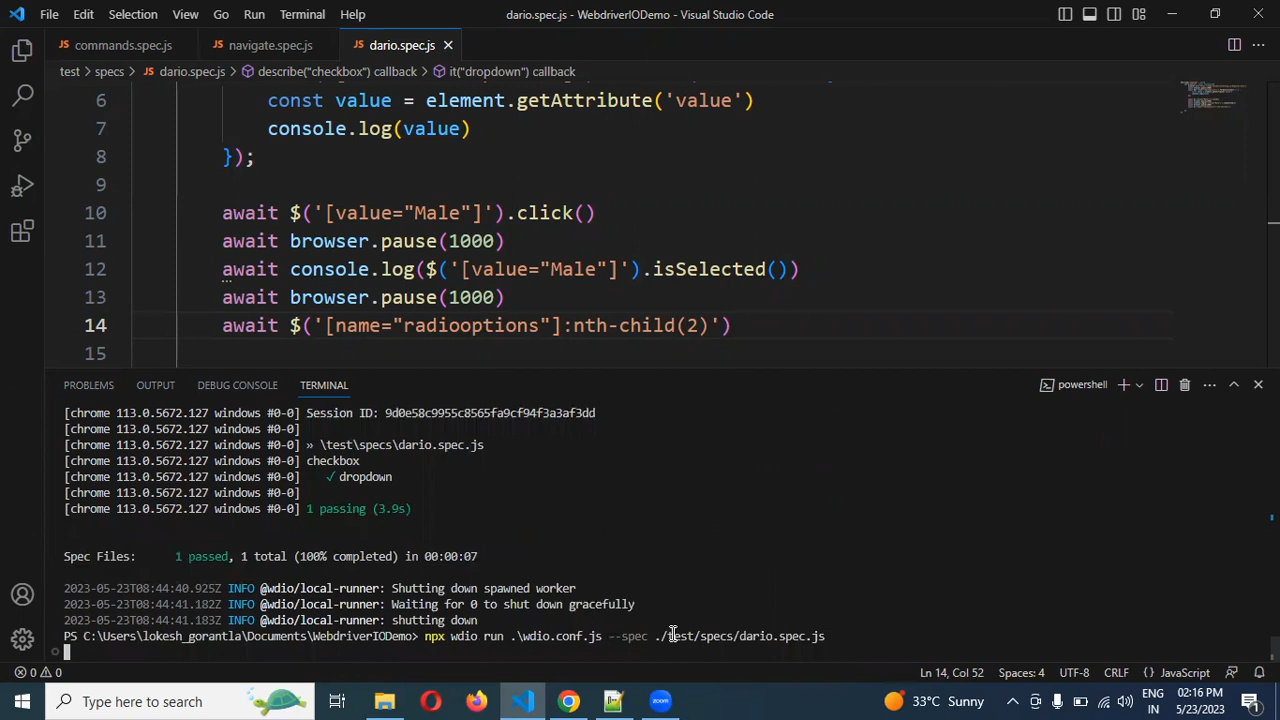 File Edit Selection View Go Run Terminal Help dario.spec.js - WebdriverIODemo - Visual Studio Code
JS commands.spec.js JS navigate.spec.js JS dario.spec.js
test > specs > JS dario.spec.js > describe("checkbox") callback > it("dropdown") callback
6 const value = element.getAttribute('value')
7 console.log(value)
8 });
9
10 await $('[value="Male"]').click()
11 await browser.pause(1000)
12 await console.log($('[value="Male"]').isSelected())
13 await browser.pause(1000)
14 await $('[name="radiooptions"]:nth-child(2)')
15
PROBLEMS OUTPUT DEBUG CONSOLE TERMINAL powershell
[chrome 113.0.5672.127 windows #0-0] Session ID: 9d0e58c9955c8565fa9cf94f3a3af3dd
[chrome 113.0.5672.127 windows #0-0]
[chrome 113.0.5672.127 windows #0-0] » \test\specs\dario.spec.js
[chrome 113.0.5672.127 windows #0-0] checkbox
[chrome 113.0.5672.127 windows #0-0] ✓ dropdown
[chrome 113.0.5672.127 windows #0-0]
[chrome 113.0.5672.127 windows #0-0] 1 passing (3.9s)
Spec Files: 1 passed, 1 total (100% completed) in 00:00:07
2023-05-23T08:44:40.925Z INFO @wdio/local-runner: Shutting down spawned worker
2023-05-23T08:44:41.182Z INFO @wdio/local-runner: Waiting for 0 to shut down gracefully
2023-05-23T08:44:41.183Z INFO @wdio/local-runner: shutting down
PS C:\Users\lokesh_gorantla\Documents\WebdriverIODemo> npx wdio run .\wdio.conf.js --spec ./test/specs/dario.spec.js
0 0 Ln 14, Col 52 Spaces: 4 UTF-8 CRLF {} JavaScript
Type here to search 33°C Sunny ENG IN 02:16 PM 5/23/2023 1